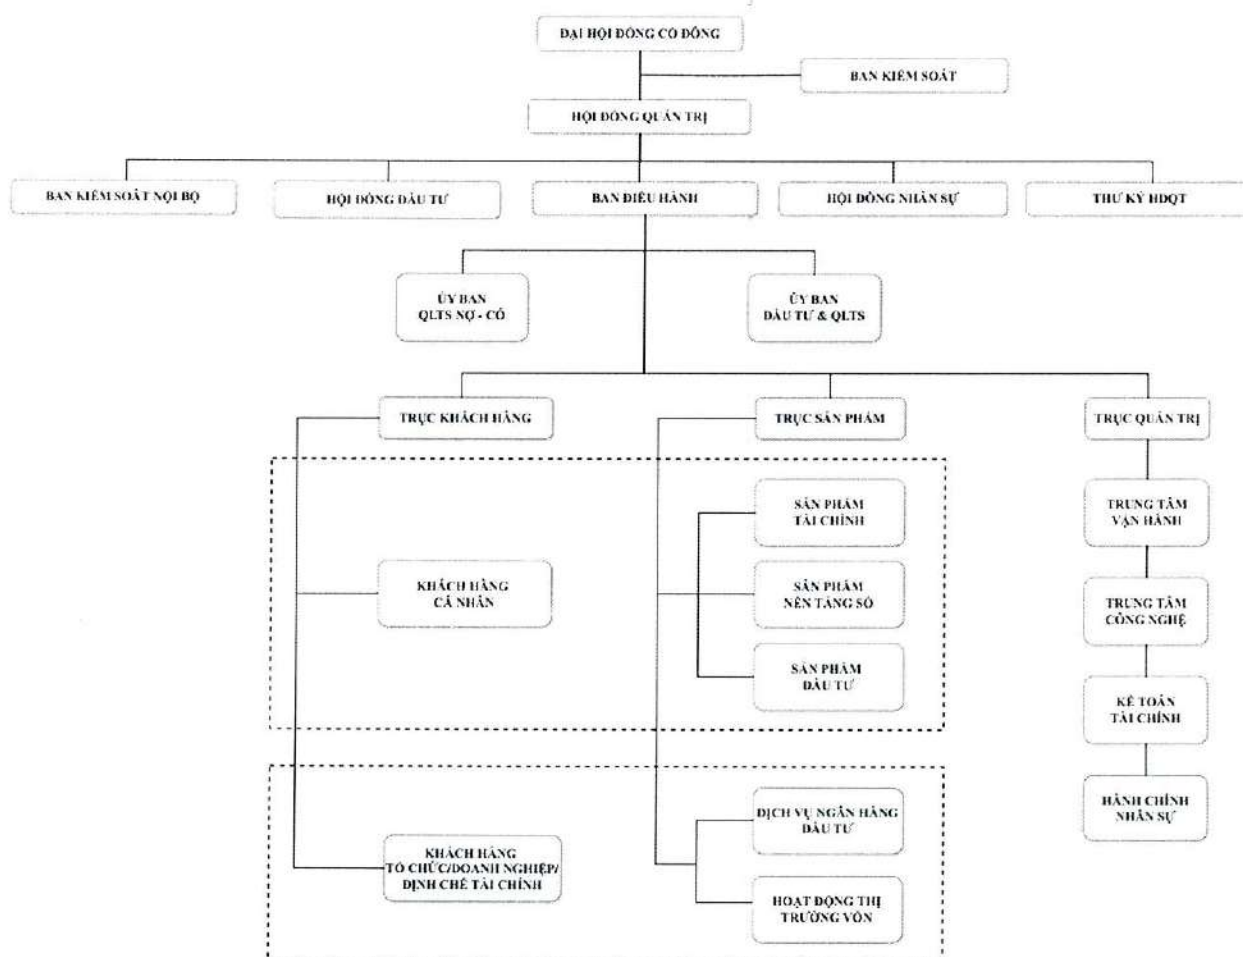 ĐẠI HỘI ĐỒNG CỔ ĐÔNG
BAN KIỂM SOÁT
HỘI ĐỒNG QUẢN TRỊ
BAN KIỂM SOÁT NỘI BỘ
HỘI ĐỒNG ĐẦU TƯ
BAN ĐIỀU HÀNH
HỘI ĐỒNG NHÂN SỰ
THƯ KÝ HĐQT
ỦY BAN
QLTS NỢ - CÓ
ỦY BAN
ĐẦU TƯ & QLTS
TRỤC KHÁCH HÀNG
TRỤC SẢN PHẨM
TRỤC QUẢN TRỊ
SẢN PHẨM
TÀI CHÍNH
TRUNG TÂM
VẬN HÀNH
KHÁCH HÀNG
CÁ NHÂN
SẢN PHẨM
NỀN TẢNG SỐ
TRUNG TÂM
CÔNG NGHỆ
SẢN PHẨM
ĐẦU TƯ
KẾ TOÁN
TÀI CHÍNH
DỊCH VỤ NGÂN HÀNG
ĐẦU TƯ
HÀNH CHÍNH
NHÂN SỰ
KHÁCH HÀNG
TỔ CHỨC/DOANH NGHIỆP/
ĐỊNH CHẾ TÀI CHÍNH
HOẠT ĐỘNG THỊ
TRƯỜNG VỐN